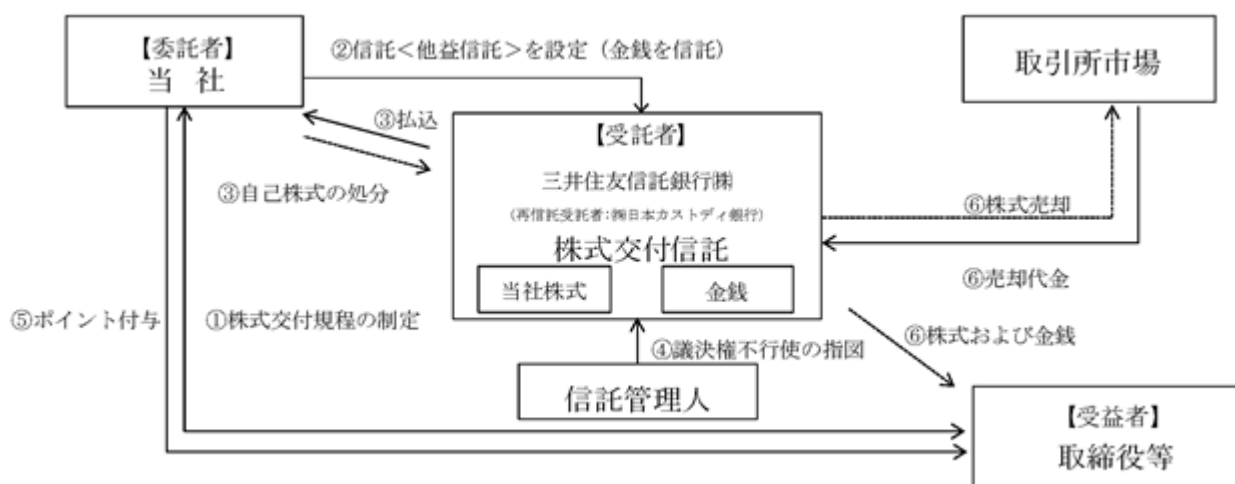 【委託者】
当 社
②信託<他益信託>を設定（金銭を信託）
取引所市場
③払込
③自己株式の処分
【受託者】
三井住友信託銀行㈱
(再信託受託者:㈱日本カストディ銀行)
株式交付信託
当社株式
金銭
⑥株式売却
⑥売却代金
⑤ポイント付与
①株式交付規程の制定
④議決権不行使の指図
⑥株式および金銭
信託管理人
【受益者】
取締役等